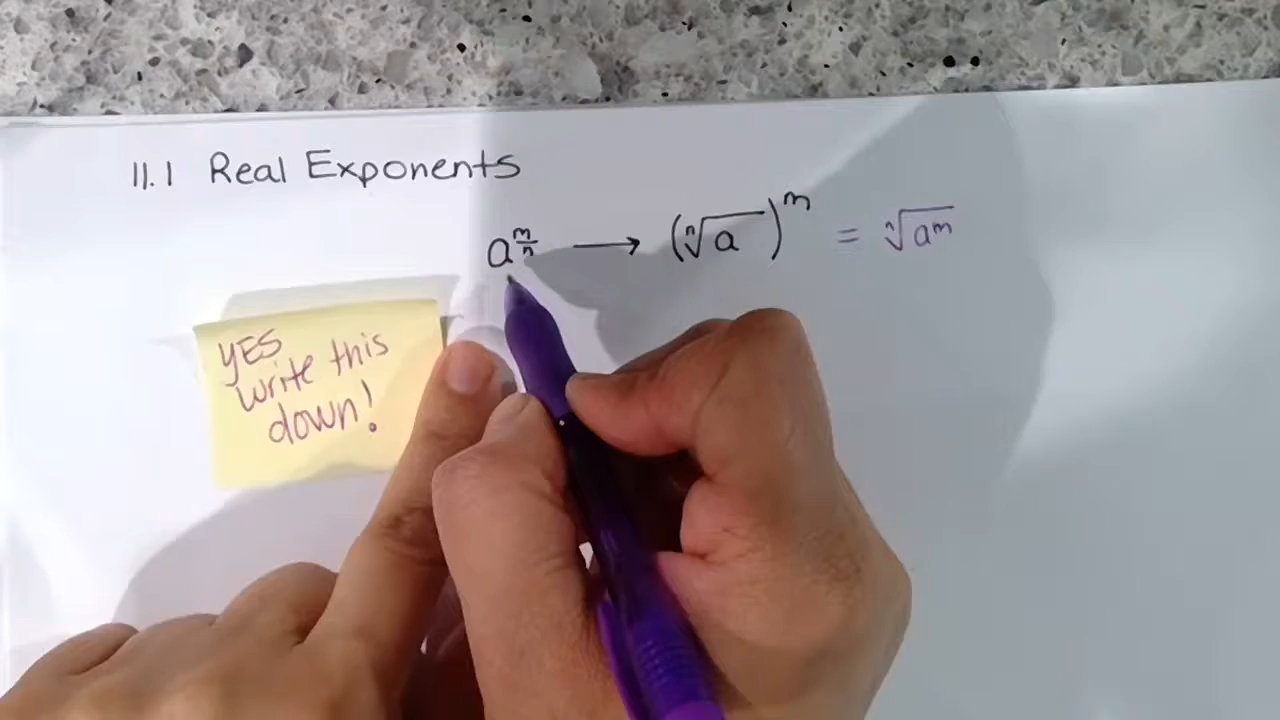 11.1 Real Exponents
a^(m/n) → (ⁿ√a)^m = ⁿ√(a^m)
YES
write this
down!